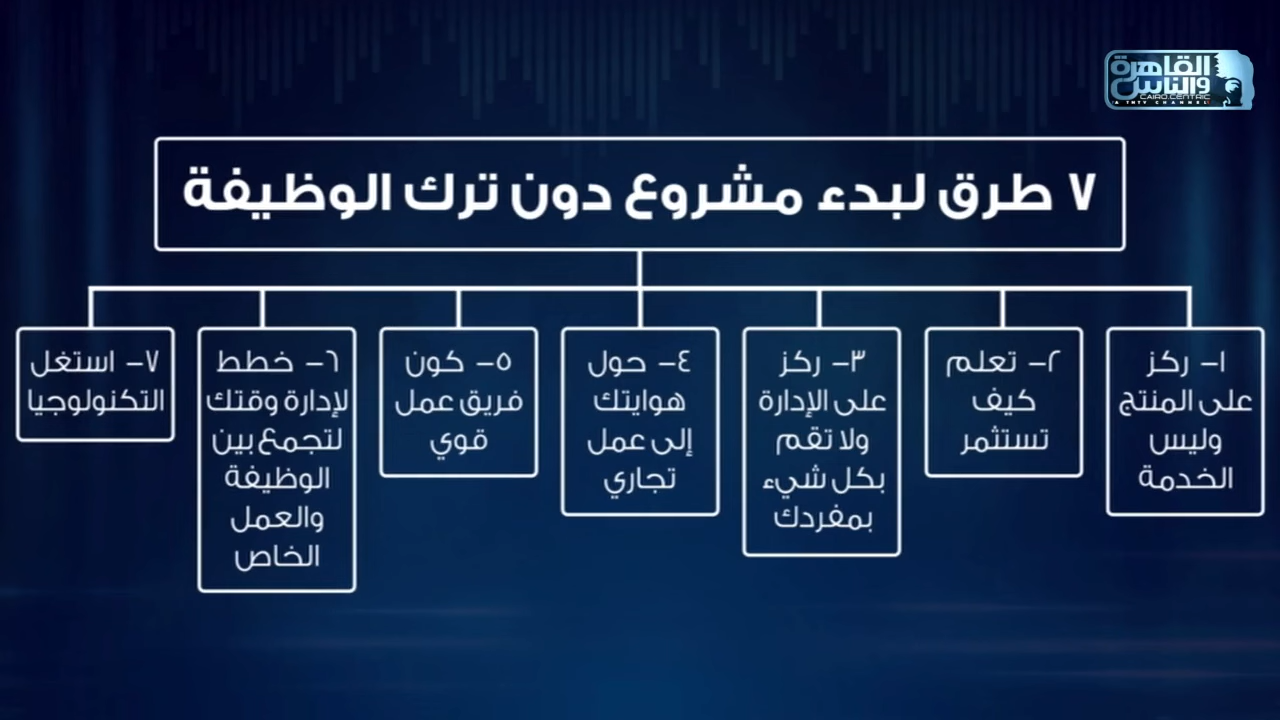 القاهرة
والناس
CAIRO.CENTRIC
A TNTV CHANNEL
٧ طرق لبدء مشروع دون ترك الوظيفة
١- ركز
على المنتج
وليس
الخدمة
٢- تعلم
كيف
تستثمر
٣- ركز
على الإدارة
ولا تقم
بكل شيء
بمفردك
٤- حول
هوايتك
إلى عمل
تجاري
٥- كون
فريق عمل
قوي
٦- خطط
لإدارة وقتك
لتجمع بين
الوظيفة
والعمل
الخاص
٧- استغل
التكنولوجيا